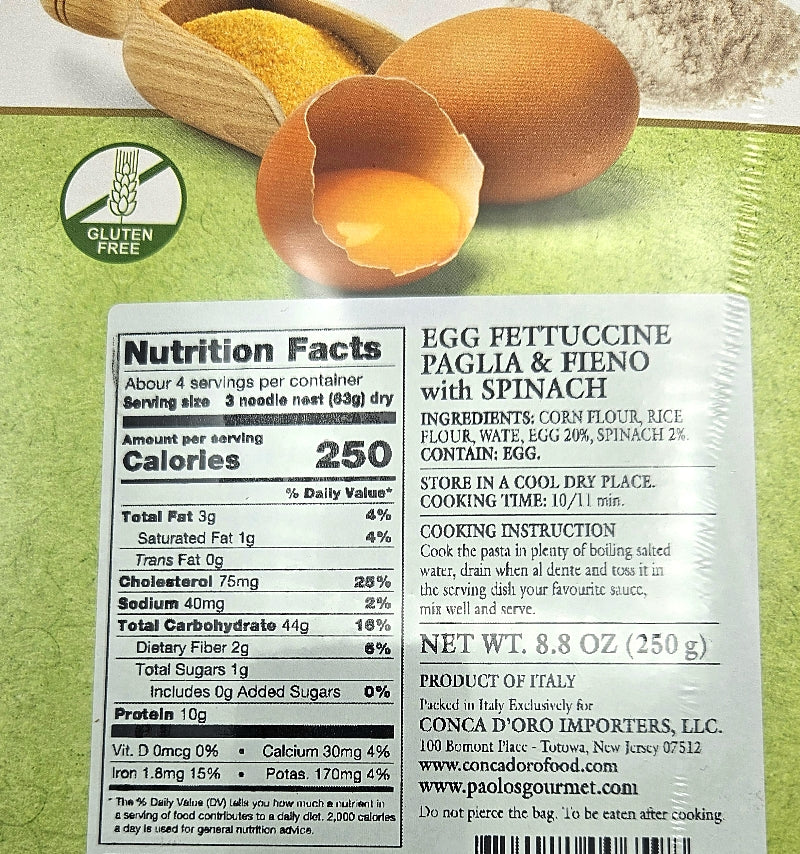 GLUTEN
FREE
Nutrition Facts
Abour 4 servings per container
Serving size 3 noodle nest (63g) dry
Amount per serving
Calories 250
% Daily Value*
Total Fat 3g 4%
Saturated Fat 1g 4%
Trans Fat 0g
Cholesterol 75mg 25%
Sodium 40mg 2%
Total Carbohydrate 44g 16%
Dietary Fiber 2g 6%
Total Sugars 1g
Includes 0g Added Sugars 0%
Protein 10g
Vit. D 0mcg 0% • Calcium 30mg 4%
Iron 1.8mg 15% • Potas. 170mg 4%
* The % Daily Value (DV) tells you how much a nutrient in
a serving of food contributes to a daily diet. 2,000 calories
a day is used for general nutrition advice.
EGG FETTUCCINE
PAGLIA & FIENO
with SPINACH
INGREDIENTS: CORN FLOUR, RICE
FLOUR, WATE, EGG 20%, SPINACH 2%.
CONTAIN: EGG.
STORE IN A COOL DRY PLACE.
COOKING TIME: 10/11 min.
COOKING INSTRUCTION
Cook the pasta in plenty of boiling salted
water, drain when al dente and toss it in
the serving dish your favourite sauce,
mix well and serve.
NET WT. 8.8 OZ (250 g)
PRODUCT OF ITALY
Packed in Italy Exclusively for
CONCA D'ORO IMPORTERS, LLC.
100 Bomont Place - Totowa, New Jersey 07512
www.concadorofood.com
www.paolosgourmet.com
Do not pierce the bag. To be eaten after cooking.